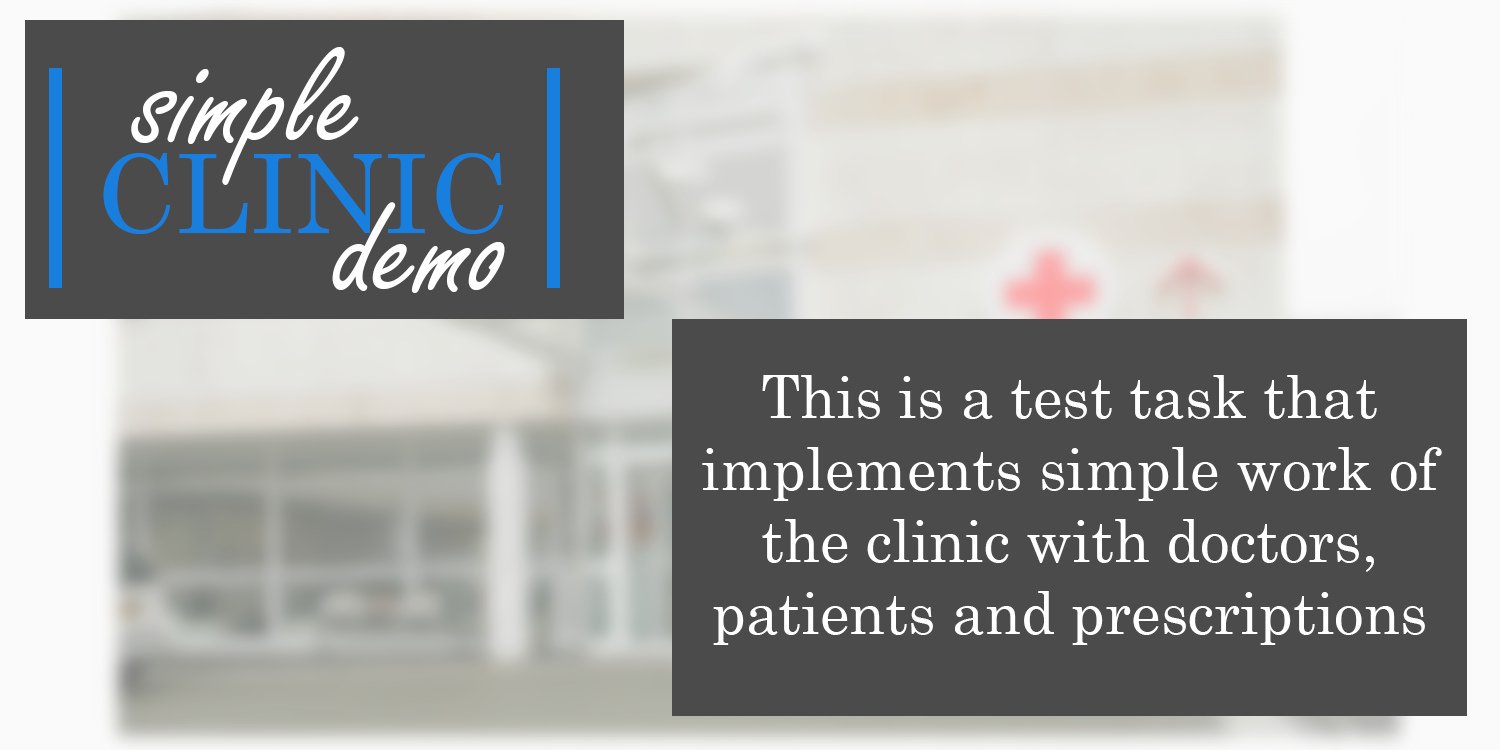 simple
CLINIC
demo
This is a test task that
implements simple work of
the clinic with doctors,
patients and prescriptions